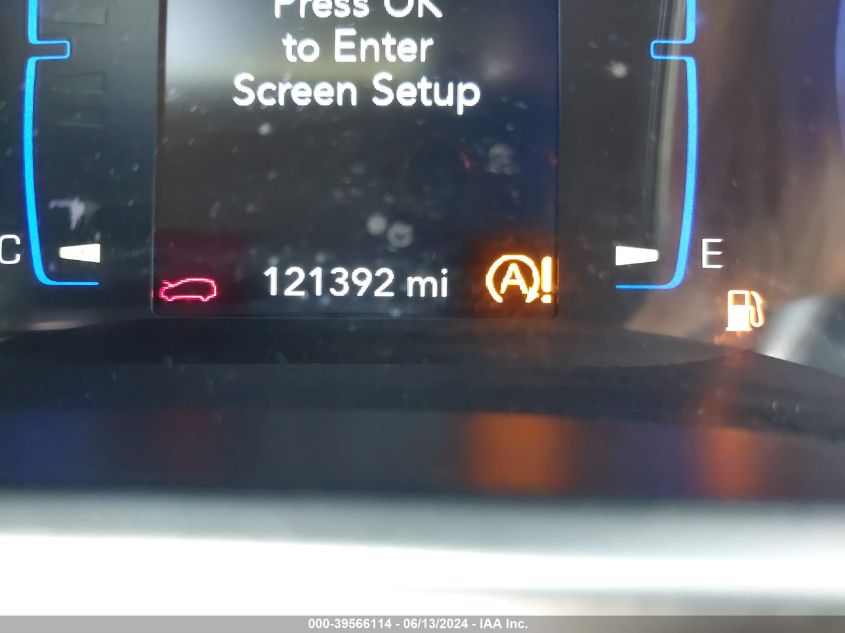 Press OK
to Enter
Screen Setup
C
E
121392 mi
A!
000-39566114 - 06/13/2024 - IAA Inc.